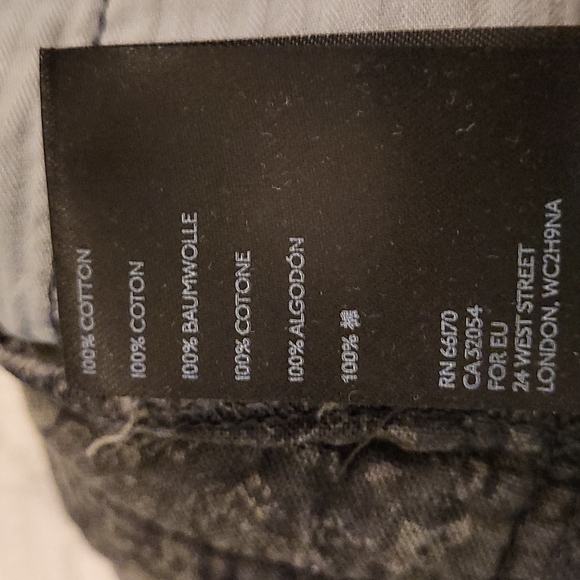 100% COTTON
100% COTON
100% BAUMWOLLE
100% COTONE
100% ALGODÓN
100%
RN 66170
CA 32054
FOR EU
24 WEST STREET
LONDON, WC2H9NA